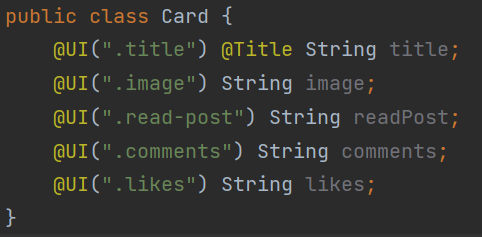 public class Card {
    @UI(".title") @Title String title;
    @UI(".image") String image;
    @UI(".read-post") String readPost;
    @UI(".comments") String comments;
    @UI(".likes") String likes;
}